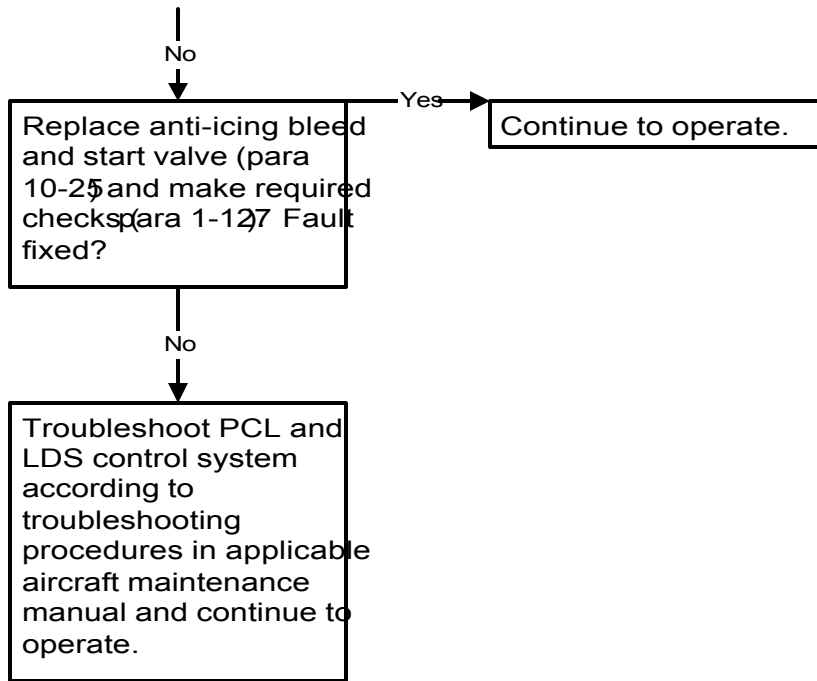 No
Yes
Replace anti-icing bleed
and start valve (para
10-25) and make required
checks (para 1-127). Fault
fixed?
Continue to operate.
No
Troubleshoot PCL and
LDS control system
according to
troubleshooting
procedures in applicable
aircraft maintenance
manual and continue to
operate.